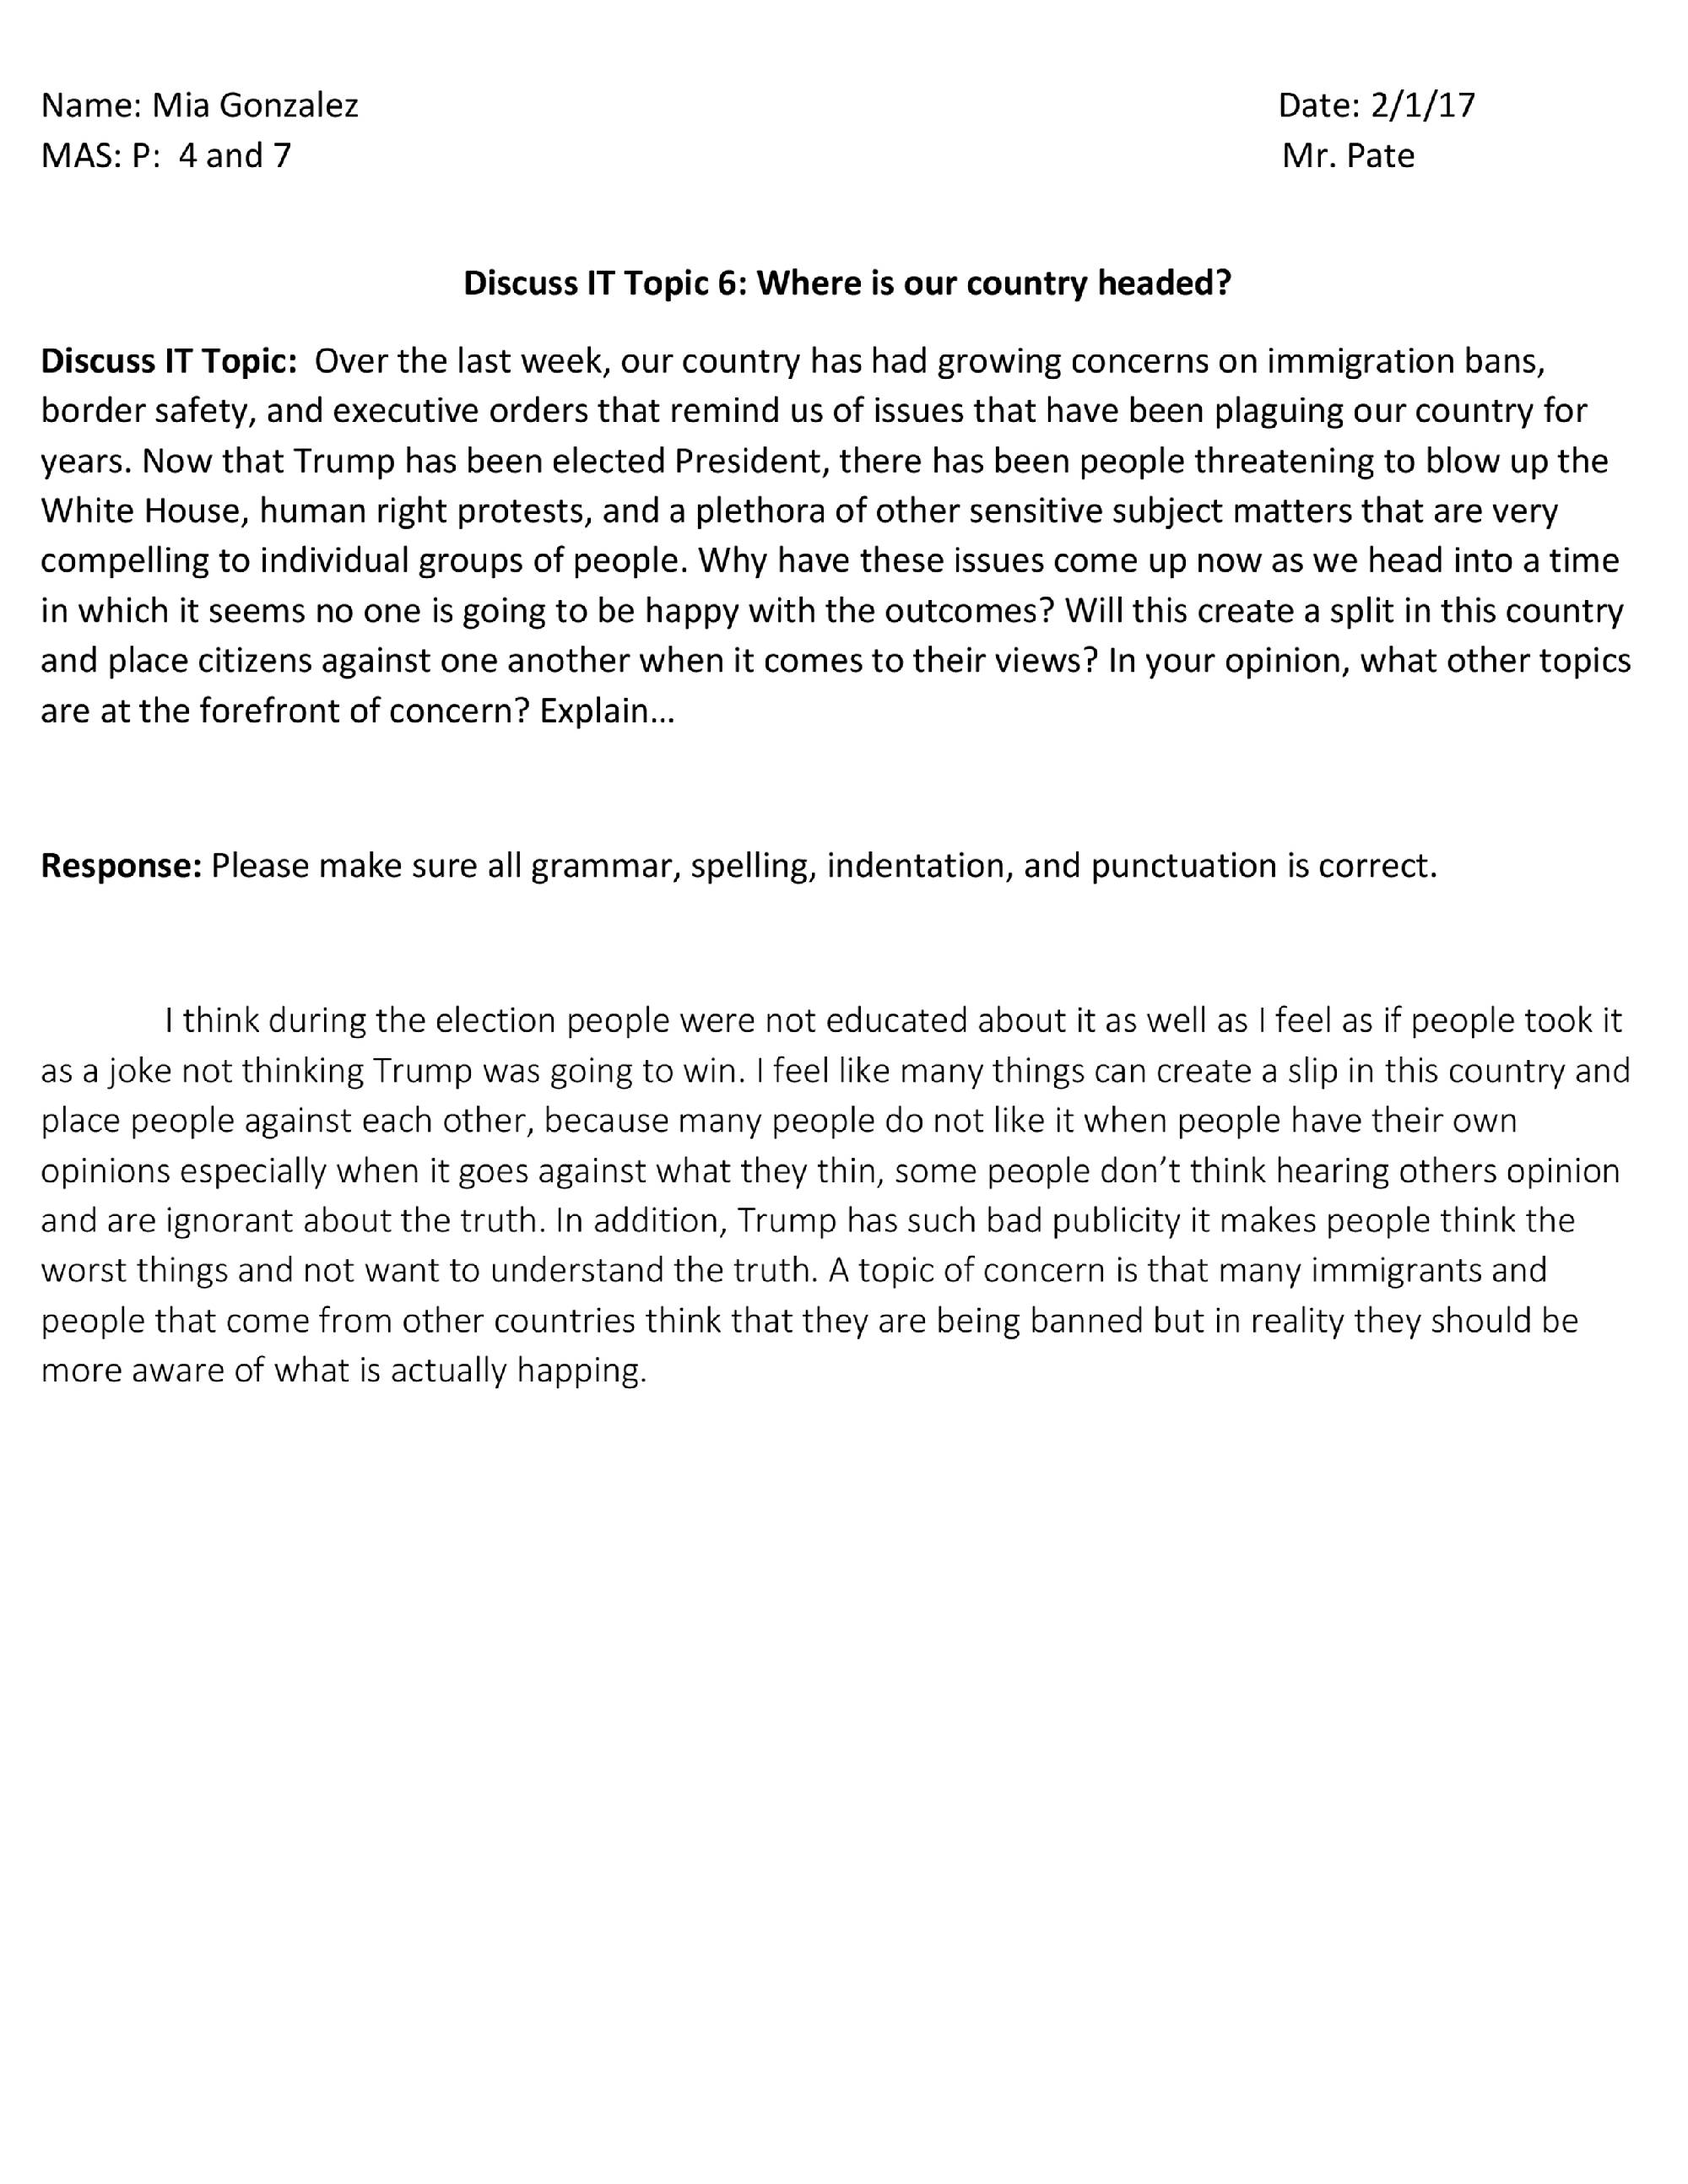 Name: Mia Gonzalez Date: 2/1/17
MAS: P: 4 and 7 Mr. Pate
Discuss IT Topic 6: Where is our country headed?
Discuss IT Topic: Over the last week, our country has had growing concerns on immigration bans,
border safety, and executive orders that remind us of issues that have been plaguing our country for
years. Now that Trump has been elected President, there has been people threatening to blow up the
White House, human right protests, and a plethora of other sensitive subject matters that are very
compelling to individual groups of people. Why have these issues come up now as we head into a time
in which it seems no one is going to be happy with the outcomes? Will this create a split in this country
and place citizens against one another when it comes to their views? In your opinion, what other topics
are at the forefront of concern? Explain...
Response: Please make sure all grammar, spelling, indentation, and punctuation is correct.
I think during the election people were not educated about it as well as I feel as if people took it
as a joke not thinking Trump was going to win. I feel like many things can create a slip in this country and
place people against each other, because many people do not like it when people have their own
opinions especially when it goes against what they thin, some people don’t think hearing others opinion
and are ignorant about the truth. In addition, Trump has such bad publicity it makes people think the
worst things and not want to understand the truth. A topic of concern is that many immigrants and
people that come from other countries think that they are being banned but in reality they should be
more aware of what is actually happing.